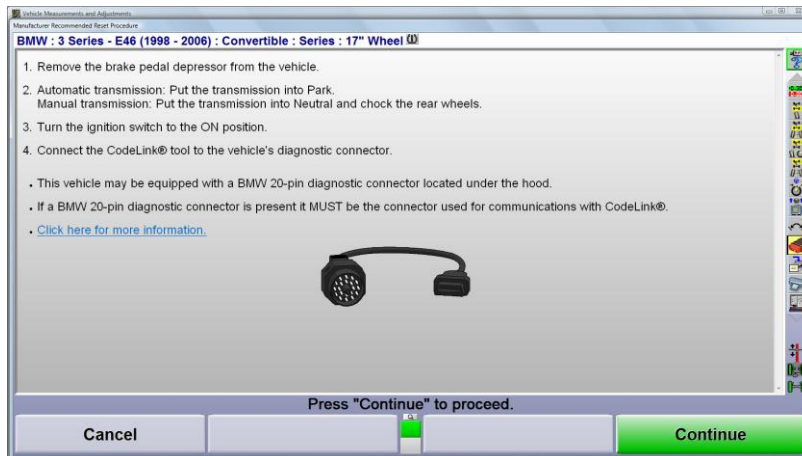 Vehicle Measurements and Adjustments
Manufacturer Recommended Reset Procedure
BMW : 3 Series - E46 (1998 - 2006) : Convertible : Series : 17" Wheel
1. Remove the brake pedal depressor from the vehicle.
2. Automatic transmission: Put the transmission into Park.
Manual transmission: Put the transmission into Neutral and chock the rear wheels.
3. Turn the ignition switch to the ON position.
4. Connect the CodeLink® tool to the vehicle's diagnostic connector.
• This vehicle may be equipped with a BMW 20-pin diagnostic connector located under the hood.
• If a BMW 20-pin diagnostic connector is present it MUST be the connector used for communications with CodeLink®.
• Click here for more information.
Press "Continue" to proceed.
Cancel
Continue